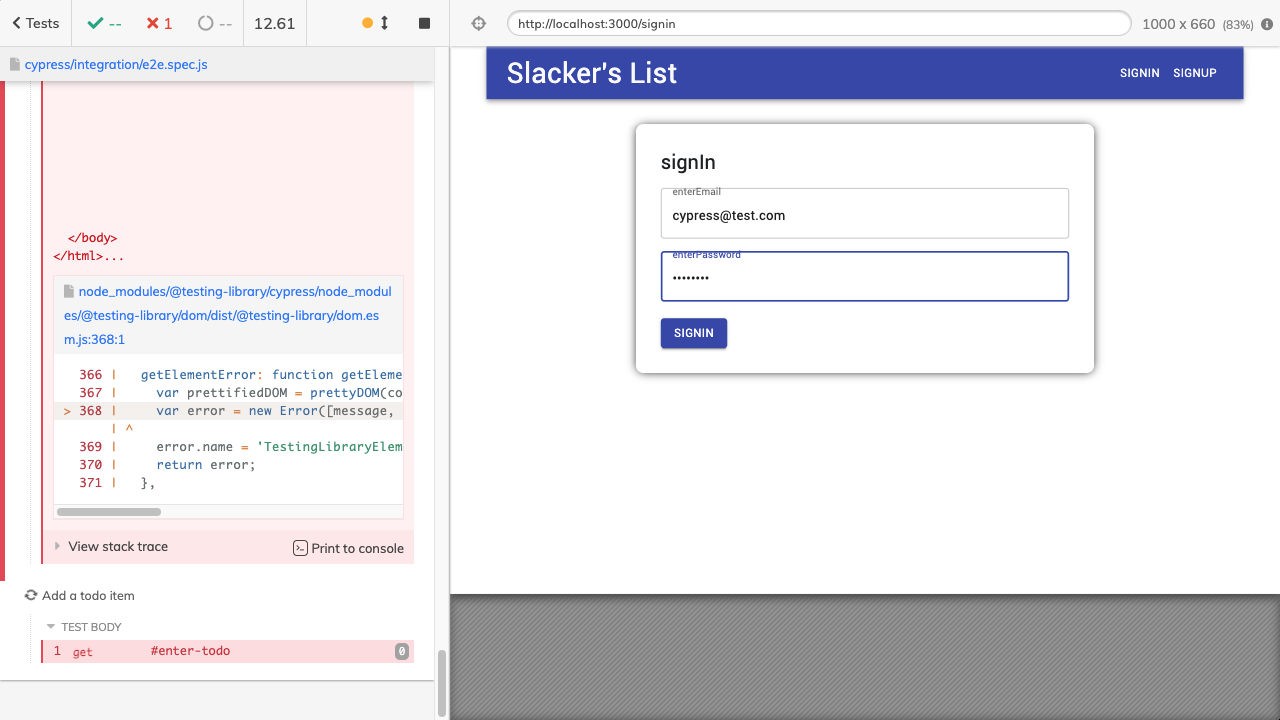 Tests
--
1
--
12.61
http://localhost:3000/signin
1000 x 660 (83%)
cypress/integration/e2e.spec.js
</body>
</html>...
node_modules/@testing-library/cypress/node_modul
es/@testing-library/dom/dist/@testing-library/dom.es
m.js:368:1
366 | getElementError: function getEleme
367 | var prettifiedDOM = prettyDOM(co
> 368 | var error = new Error([message,
| ^
369 | error.name = 'TestingLibraryElem
370 | return error;
371 | },
View stack trace
Print to console
Add a todo item
TEST BODY
1 get #enter-todo 0
Slacker's List
SIGNIN SIGNUP
signIn
enterEmail
cypress@test.com
enterPassword
••••••••
SIGNIN